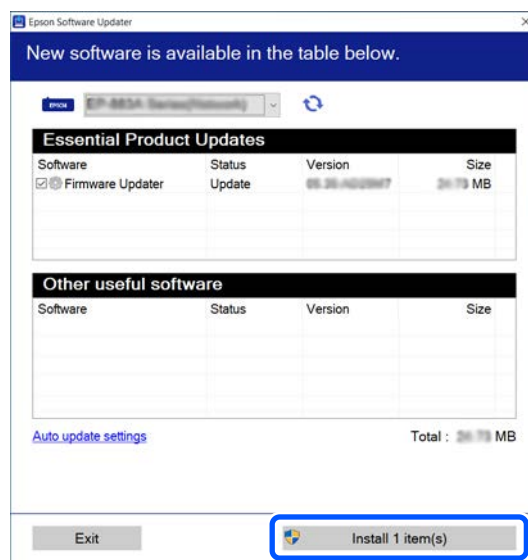 Epson Software Updater
New software is available in the table below.
EPSON
Essential Product Updates
Software Status Version Size
Firmware Updater Update MB
Other useful software
Software Status Version Size
Auto update settings Total : MB
Exit Install 1 item(s)